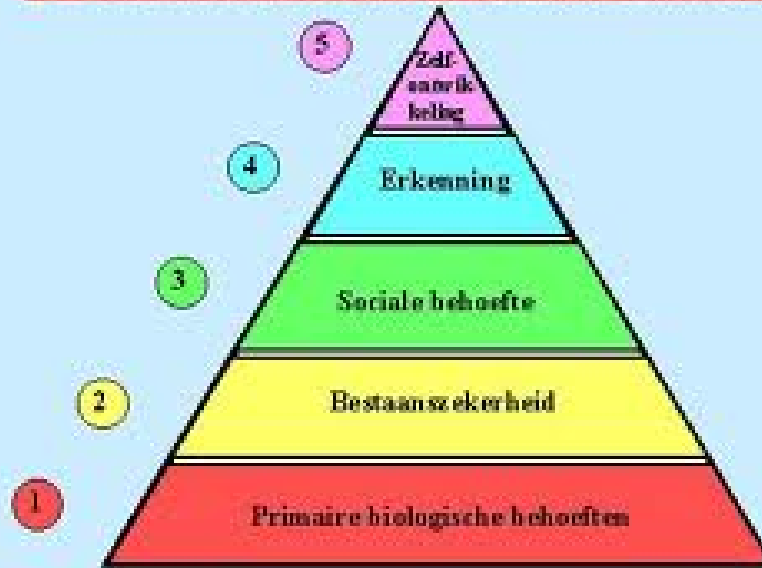 5
Zelf-
ontwik
keling
4
Erkenning
3
Sociale behoefte
2
Bestaanszekerheid
1
Primaire biologische behoeften